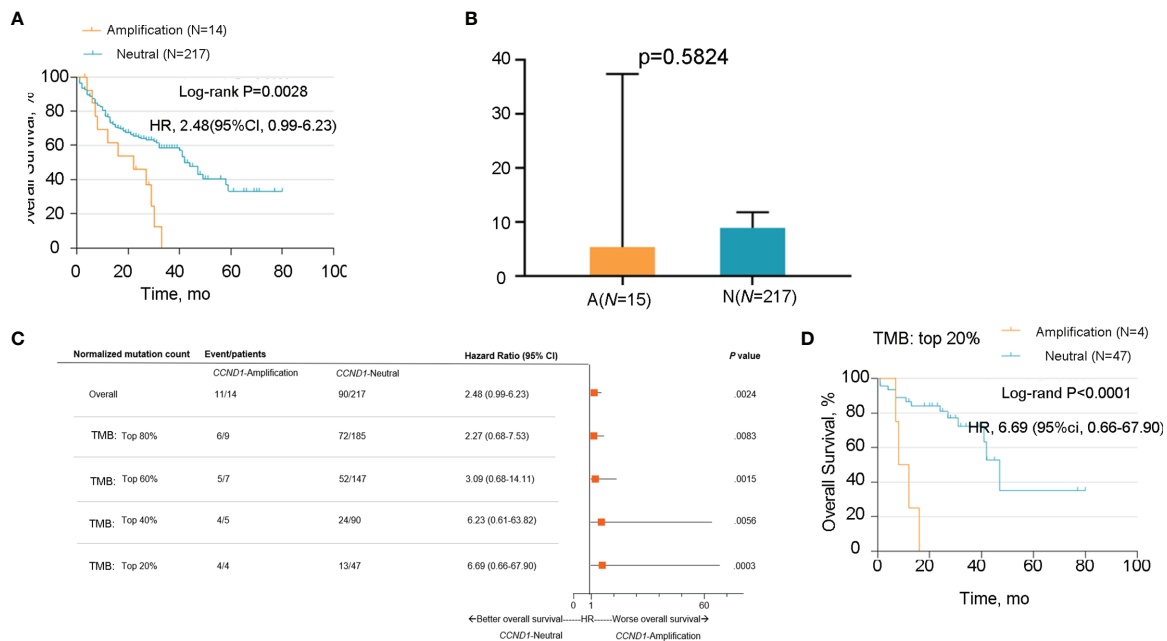 A
Amplification (N=14)
Neutral (N=217)
Log-rank P=0.0028
HR, 2.48(95%CI, 0.99-6.23)
Overall Survival, %
100
80
60
40
20
0
0 20 40 60 80 100
Time, mo
B
p=0.5824
40
30
20
10
0
A(N=15) N(N=217)
C
Normalized mutation count Event/patients Hazard Ratio (95% CI) P value
CCND1-Amplification CCND1-Neutral
Overall 11/14 90/217 2.48 (0.99-6.23) .0024
TMB: Top 80% 6/9 72/185 2.27 (0.68-7.53) .0083
TMB: Top 60% 5/7 52/147 3.09 (0.68-14.11) .0015
TMB: Top 40% 4/5 24/90 6.23 (0.61-63.82) .0056
TMB: Top 20% 4/4 13/47 6.69 (0.66-67.90) .0003
0 1 60
←Better overall survival------HR------Worse overall survival→
CCND1-Neutral CCND1-Amplification
D
TMB: top 20%
Amplification (N=4)
Neutral (N=47)
Log-rand P<0.0001
HR, 6.69 (95%ci, 0.66-67.90)
Overall Survival, %
100
80
60
40
20
0
0 20 40 60 80 100
Time, mo